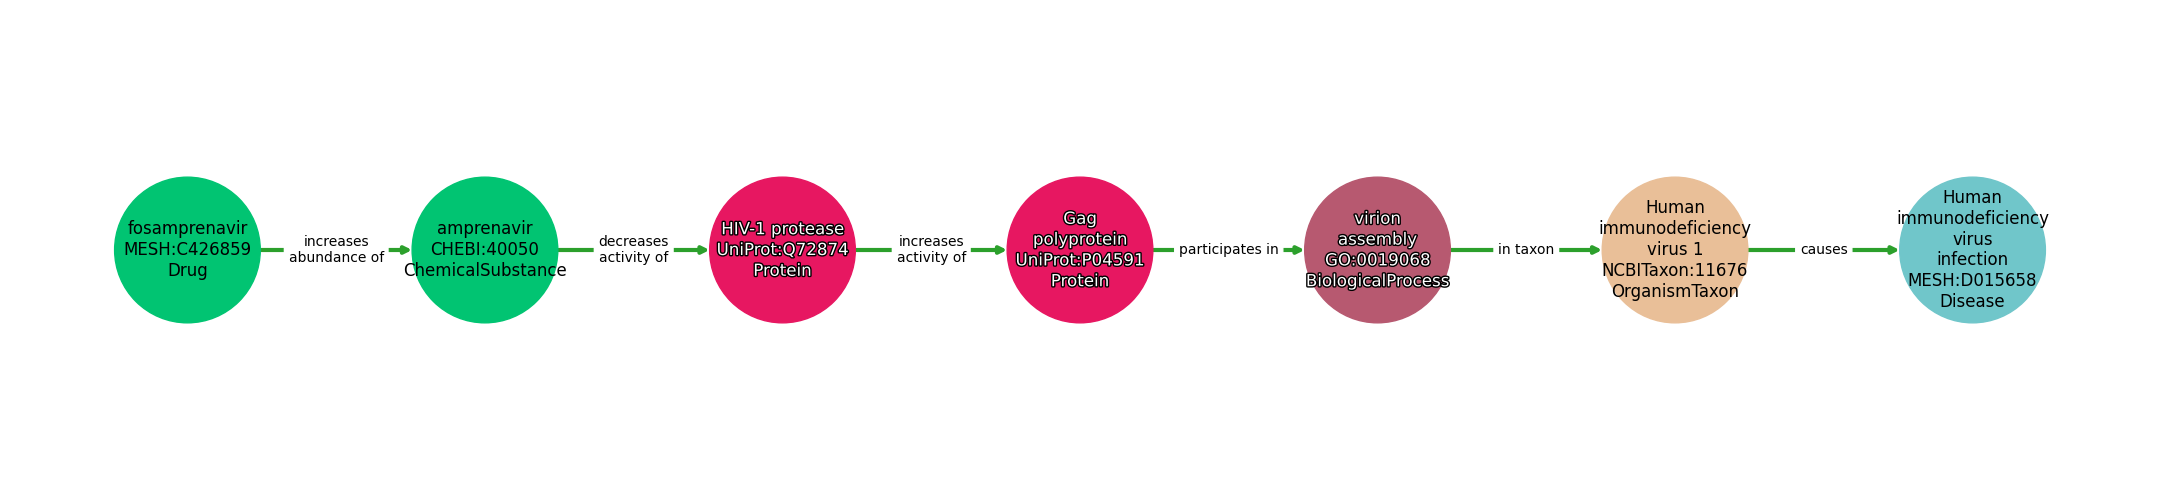 fosamprenavir
MESH:C426859
Drug
increases
abundance of
amprenavir
CHEBI:40050
ChemicalSubstance
decreases
activity of
HIV-1 protease
UniProt:Q72874
Protein
increases
activity of
Gag
polyprotein
UniProt:P04591
Protein
participates in
virion
assembly
GO:0019068
BiologicalProcess
in taxon
Human
immunodeficiency
virus 1
NCBITaxon:11676
OrganismTaxon
causes
Human
immunodeficiency
virus
infection
MESH:D015658
Disease